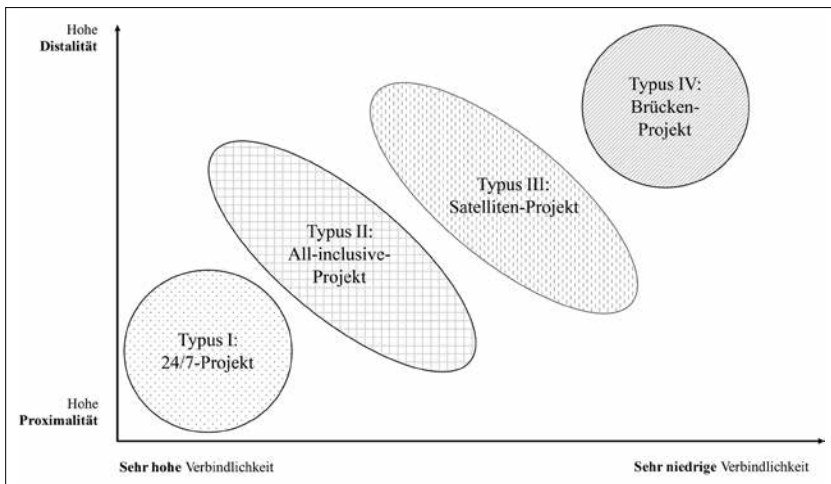 Hohe
Distalität
Typus IV:
Brücken-
Projekt
Typus III:
Satelliten-Projekt
Typus II:
All-inclusive-
Projekt
Typus I:
24/7-Projekt
Hohe
Proximalität
Sehr hohe Verbindlichkeit
Sehr niedrige Verbindlichkeit